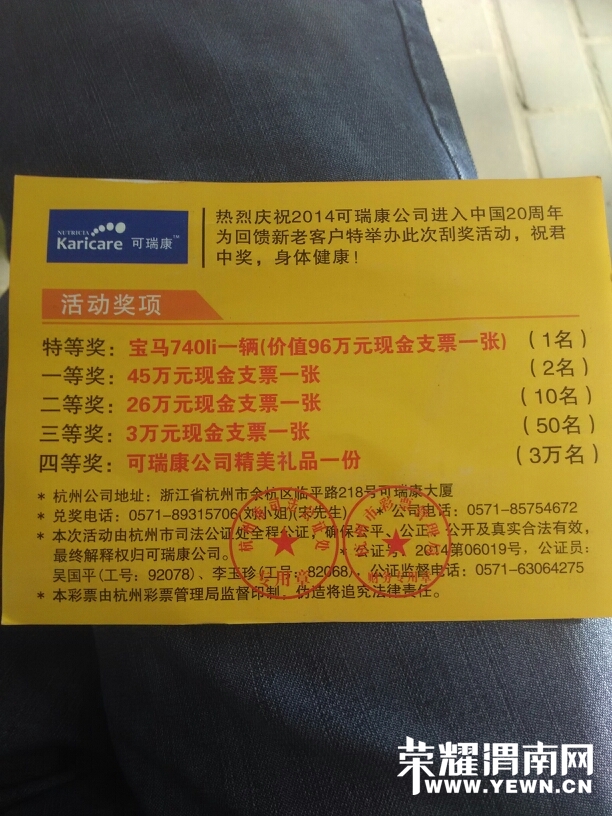 NUTRICIA
Karicare 可瑞康™
热烈庆祝2014可瑞康公司进入中国20周年
为回馈新老客户特举办此次刮奖活动，祝君
中奖，身体健康！
活动奖项
特等奖：宝马740li一辆(价值96万元现金支票一张) （1名）
一等奖：45万元现金支票一张 （2名）
二等奖：26万元现金支票一张 （10名）
三等奖：3万元现金支票一张 （50名）
四等奖：可瑞康公司精美礼品一份 （3万名）
* 杭州公司地址：浙江省杭州市余杭区临平路218号可瑞康大厦
* 兑奖电话：0571-89315706(刘小姐)(宋先生) * 公司电话：0571-85754672
* 本次活动由杭州市司法公证处全程公证，确保公平、公正、公开及真实合法有效，
最终解释权归可瑞康公司。 * 公证号：2014第06019号，公证员：
吴国平(工号：92078)、李玉珍(工号：82068)，公证监督电话：0571-63064275
* 本彩票由杭州彩票管理局监督印制，伪造将追究法律责任。
专用章
荣耀渭南网
WWW.YEWN.CN